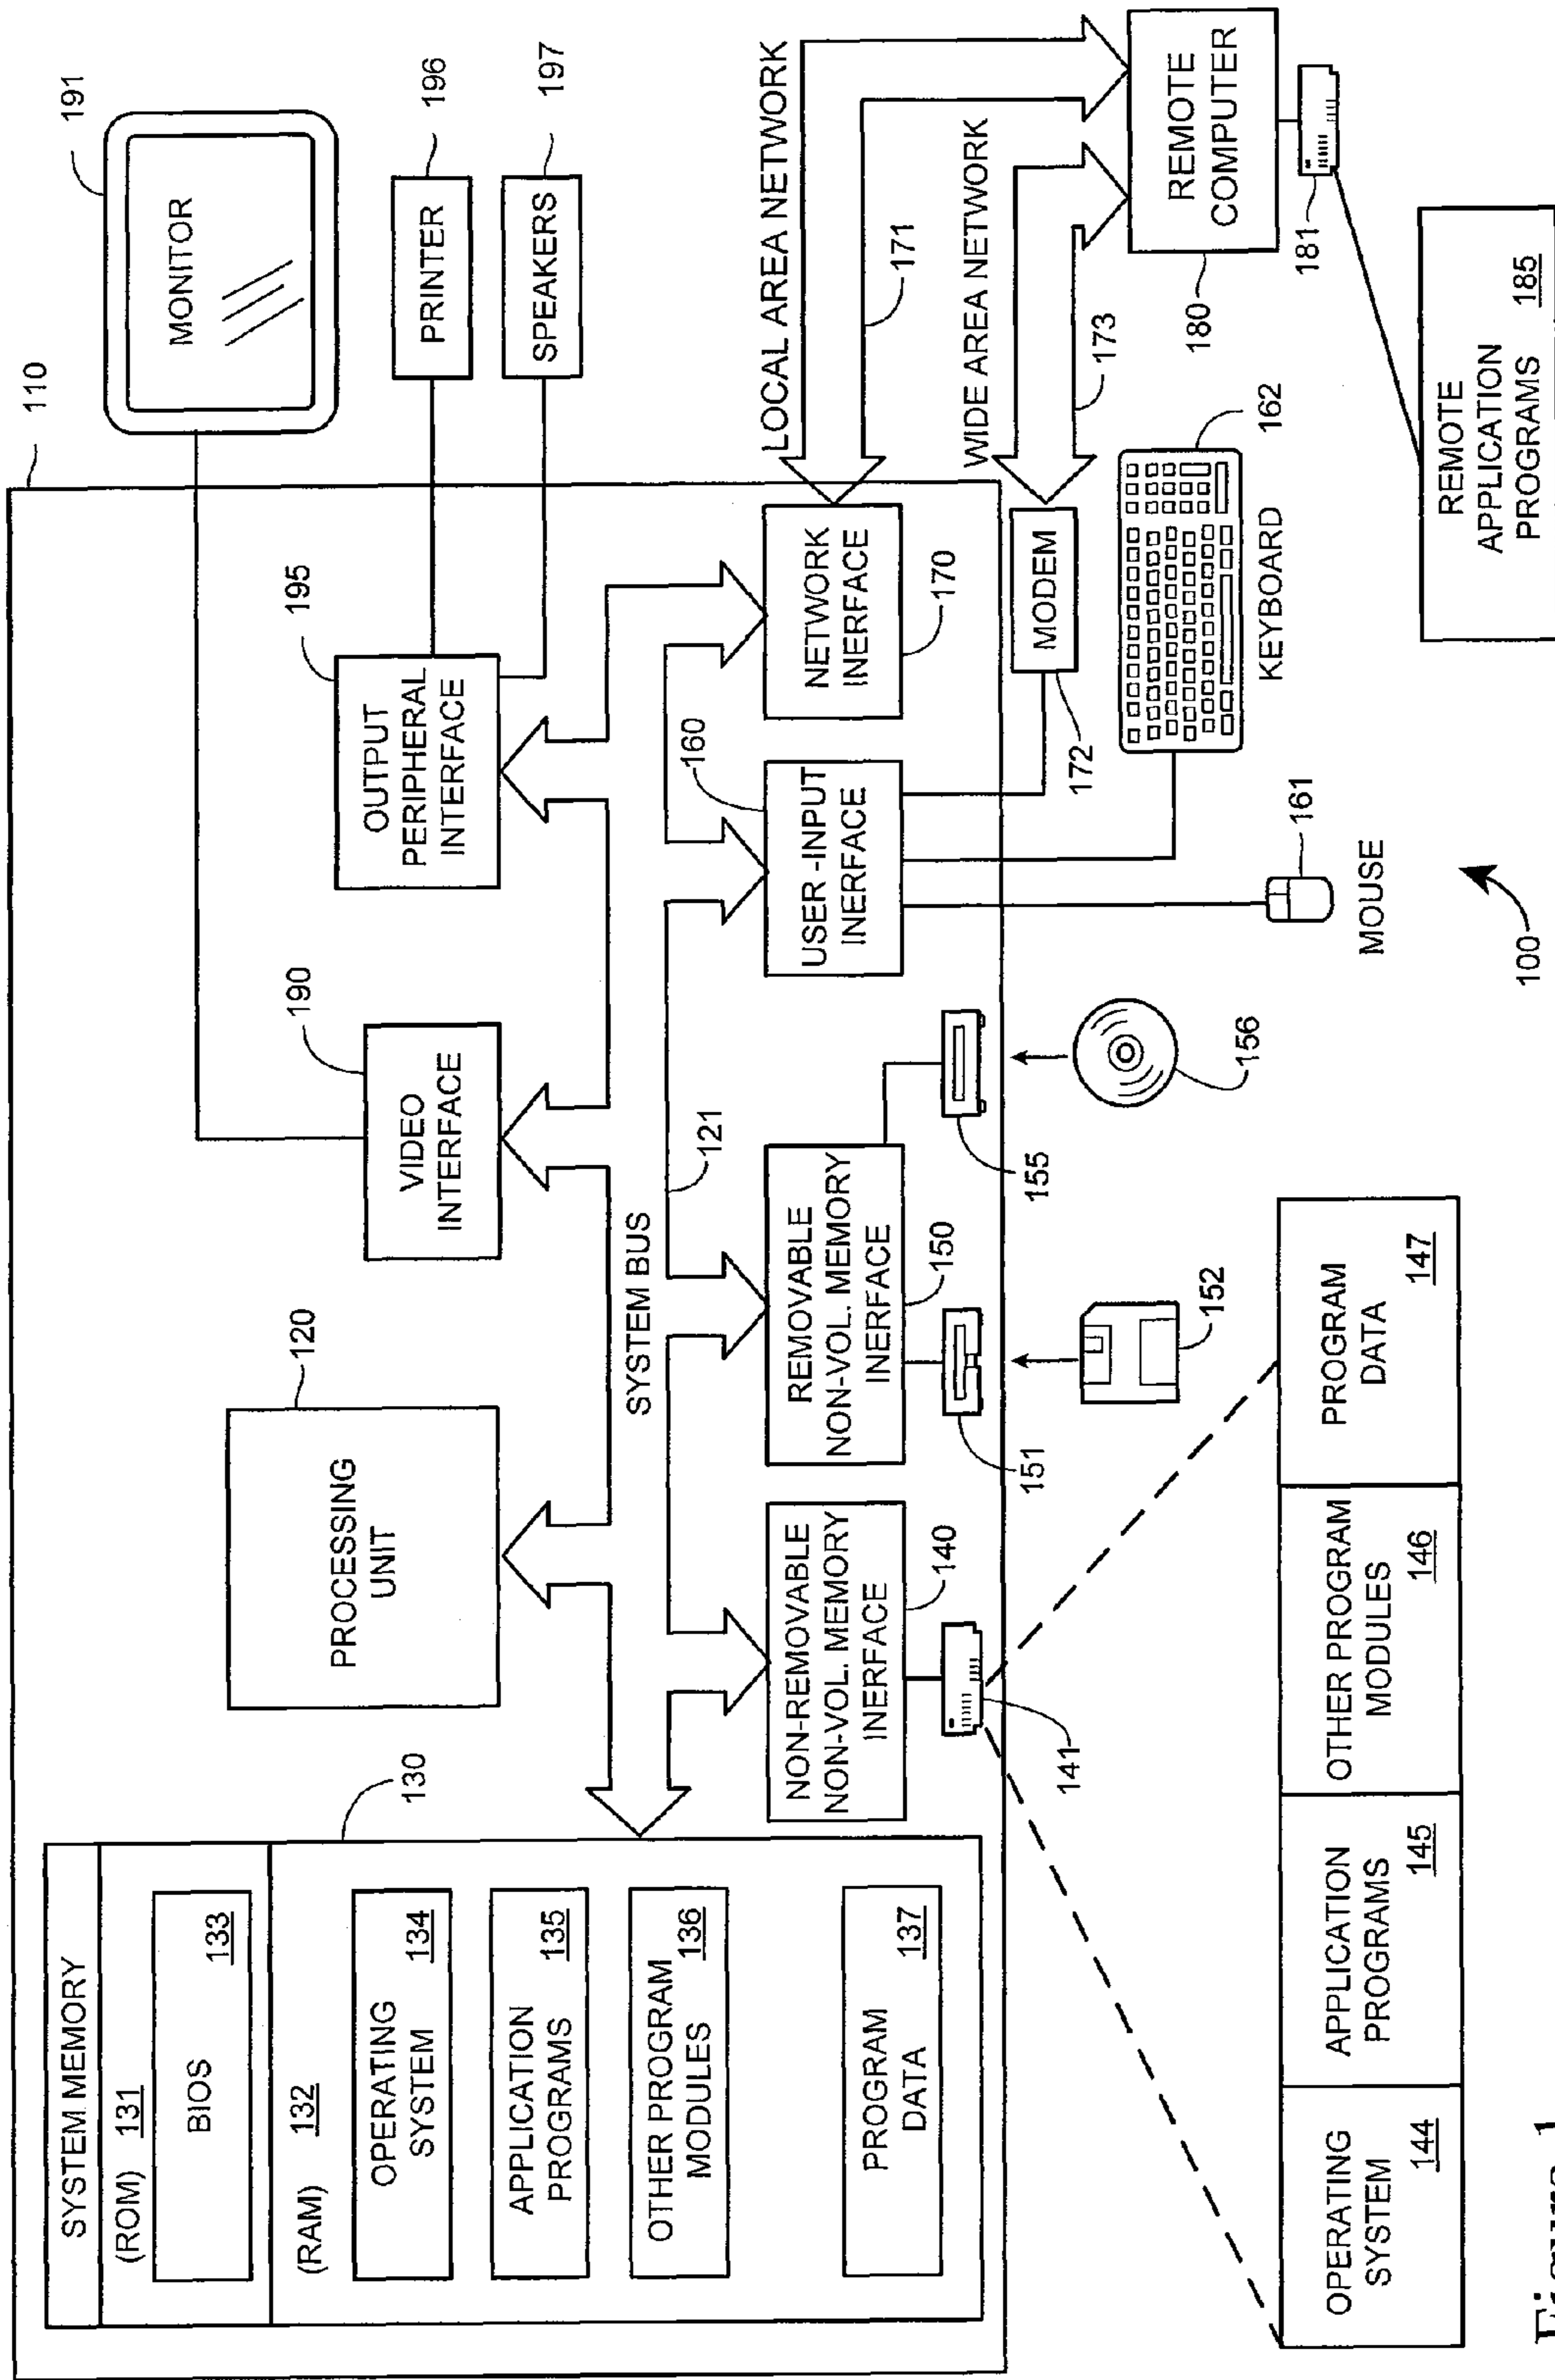 110
SYSTEM MEMORY
(ROM) 131
BIOS
133
(RAM) 132
OPERATING
SYSTEM 134
APPLICATION
PROGRAMS 135
OTHER PROGRAM
MODULES 136
PROGRAM
DATA 137
130
120
PROCESSING
UNIT
190
VIDEO
INTERFACE
195
OUTPUT
PERIPHERAL
INTERFACE
191
MONITOR
196
PRINTER
197
SPEAKERS
SYSTEM BUS
121
160
NON-REMOVABLE
NON-VOL. MEMORY
INERFACE
140
REMOVABLE
NON-VOL. MEMORY
INERFACE
150
USER -INPUT
INERFACE
NETWORK
INERFACE
170
LOCAL AREA NETWORK
171
WIDE AREA NETWORK
173
MODEM
172
141
151
155
152
156
MOUSE
161
KEYBOARD
162
REMOTE
COMPUTER
180
181
REMOTE
APPLICATION
PROGRAMS 185
OPERATING
SYSTEM 144
APPLICATION
PROGRAMS 145
OTHER PROGRAM
MODULES 146
PROGRAM
DATA 147
100
Figure 1